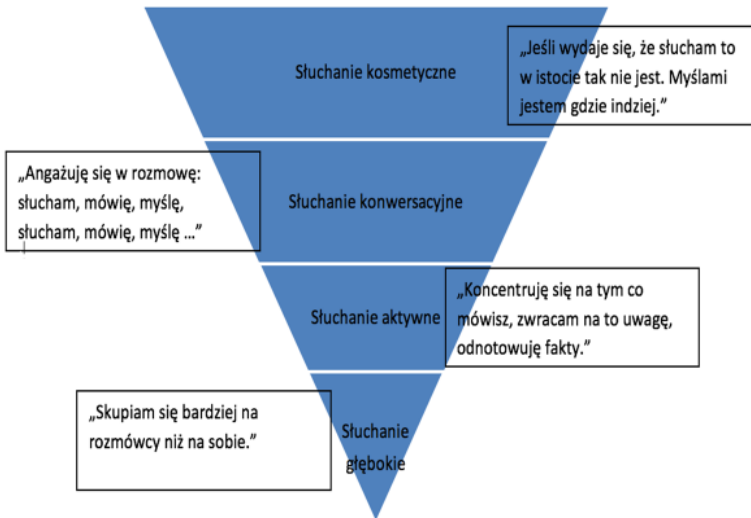 Słuchanie kosmetyczne
„Jeśli wydaje się, że słucham to
w istocie tak nie jest. Myślami
jestem gdzie indziej.”
„Angażuję się w rozmowę:
słucham, mówię, myślę,
słucham, mówię, myślę …”
Słuchanie konwersacyjne
Słuchanie aktywne
„Koncentruję się na tym co
mówisz, zwracam na to uwagę,
odnotowuję fakty.”
„Skupiam się bardziej na
rozmówcy niż na sobie.”
Słuchanie
głębokie